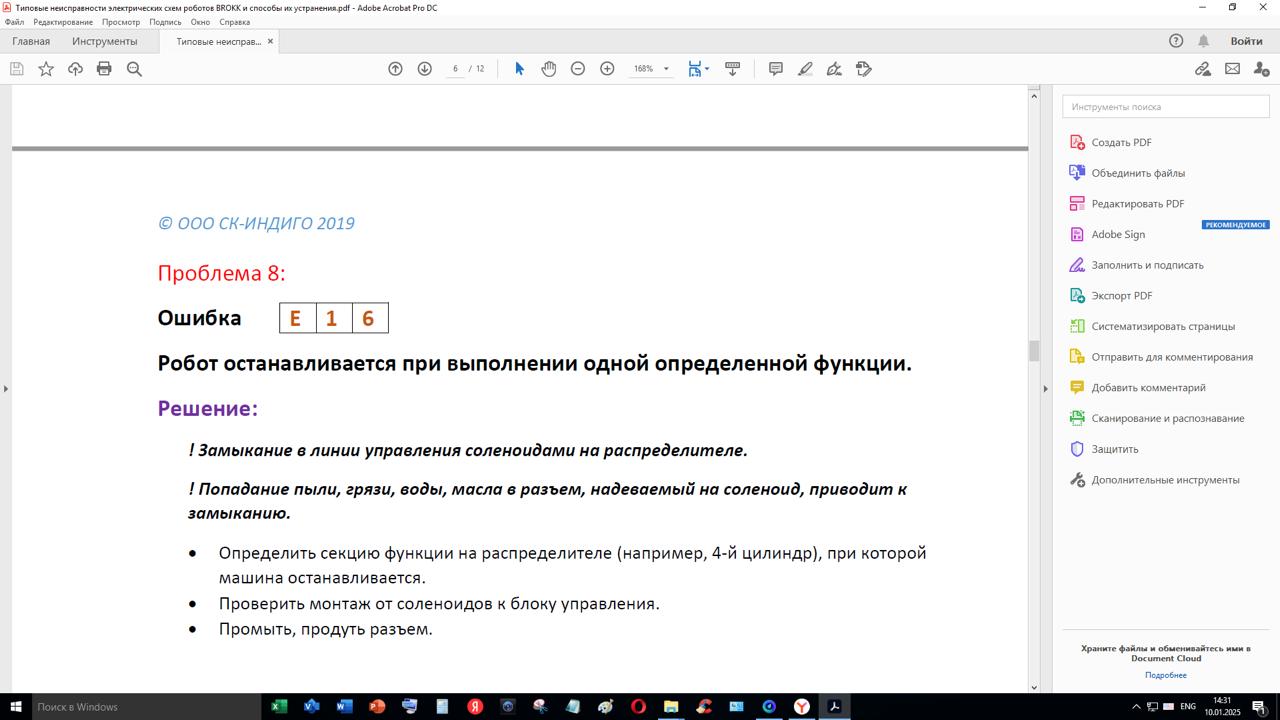 Типовые неисправности электрических схем роботов BROKK и способы их устранения.pdf - Adobe Acrobat Pro DC
Файл Редактирование Просмотр Подпись Окно Справка
Главная Инструменты Типовые неисправ... × Войти
6 / 12 168%
Инструменты поиска
Создать PDF
Объединить файлы
Редактировать PDF
РЕКОМЕНДУЕМОЕ
Adobe Sign
Заполнить и подписать
Экспорт PDF
Систематизировать страницы
Отправить для комментирования
Добавить комментарий
Сканирование и распознавание
Защитить
Дополнительные инструменты
Храните файлы и обменивайтесь ими в
Document Cloud
Подробнее
© ООО СК-ИНДИГО 2019
Проблема 8:
Ошибка E 1 6
Робот останавливается при выполнении одной определенной функции.
Решение:
! Замыкание в линии управления соленоидами на распределителе.
! Попадание пыли, грязи, воды, масла в разъем, надеваемый на соленоид, приводит к
замыканию.
• Определить секцию функции на распределителе (например, 4-й цилиндр), при которой
машина останавливается.
• Проверить монтаж от соленоидов к блоку управления.
• Промыть, продуть разъем.
Поиск в Windows
ENG
14:31
10.01.2025